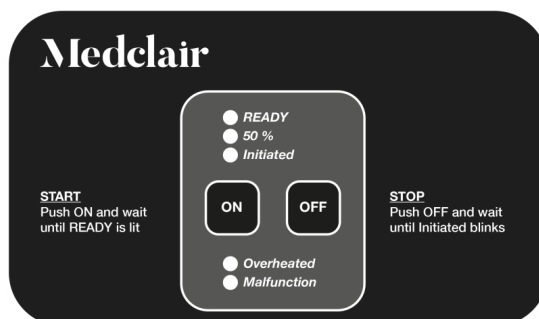 Medclair
READY
50 %
Initiated
START
Push ON and wait
until READY is lit
ON
OFF
STOP
Push OFF and wait
until Initiated blinks
Overheated
Malfunction